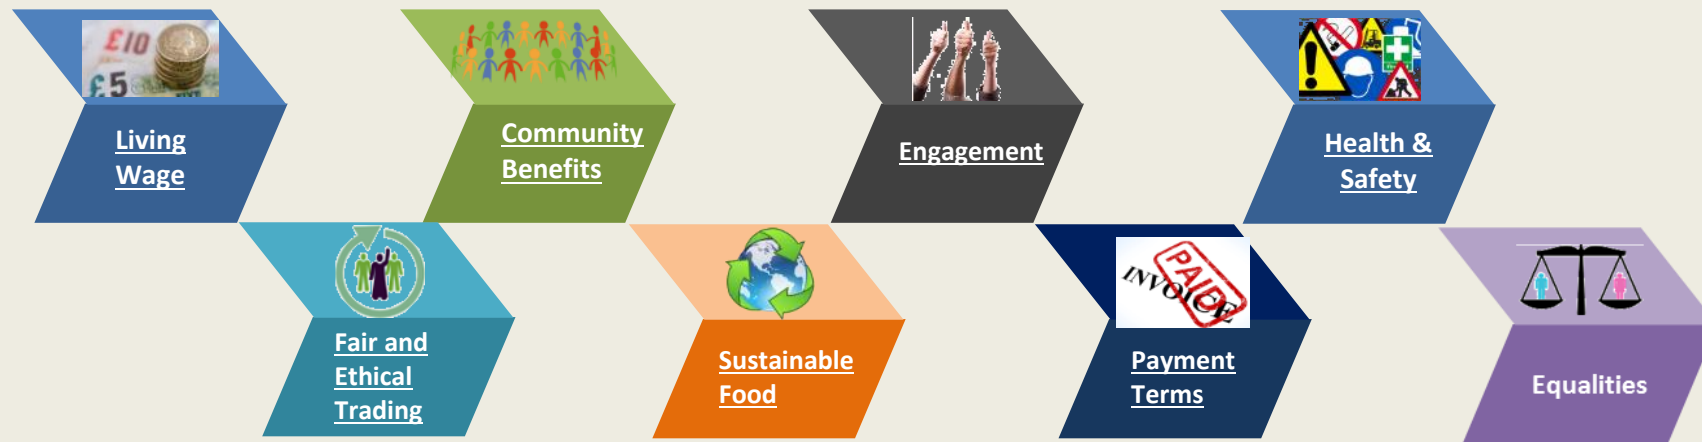 £10
£5
Living
Wage
Community
Benefits
Engagement
Health &
Safety
Fair and
Ethical
Trading
Sustainable
Food
INVOICE
PAID
Payment
Terms
Equalities